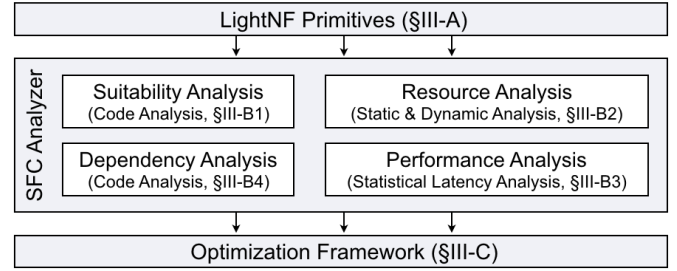 LightNF Primitives (§III-A)
SFC Analyzer
Suitability Analysis
(Code Analysis, §III-B1)
Resource Analysis
(Static & Dynamic Analysis, §III-B2)
Dependency Analysis
(Code Analysis, §III-B4)
Performance Analysis
(Statistical Latency Analysis, §III-B3)
Optimization Framework (§III-C)